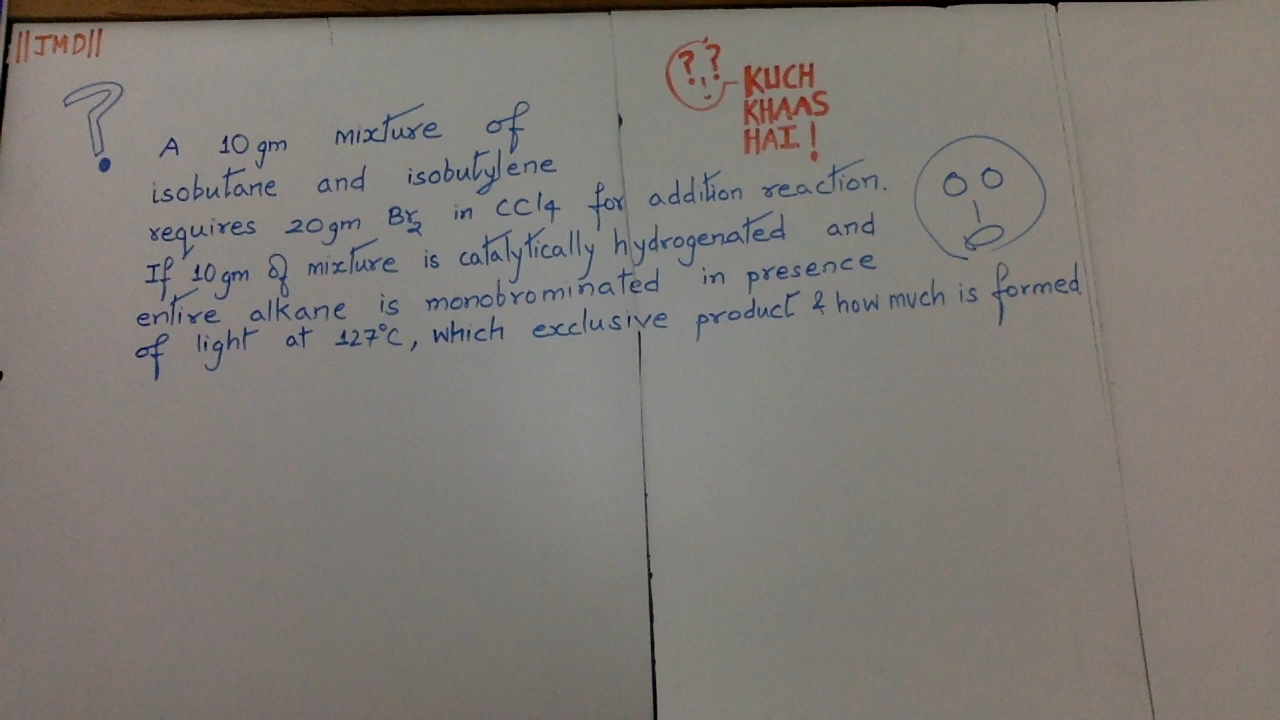 ||JMD||
?
?? KUCH
KHAAS
HAI!
A 10gm mixture of
isobutane and isobutylene
requires 20gm Br2 in CCl4 for addition reaction.
If 10gm of mixture is catalytically hydrogenated and
entire alkane is monobrominated in presence
of light at 127°C, which exclusive product & how much is formed